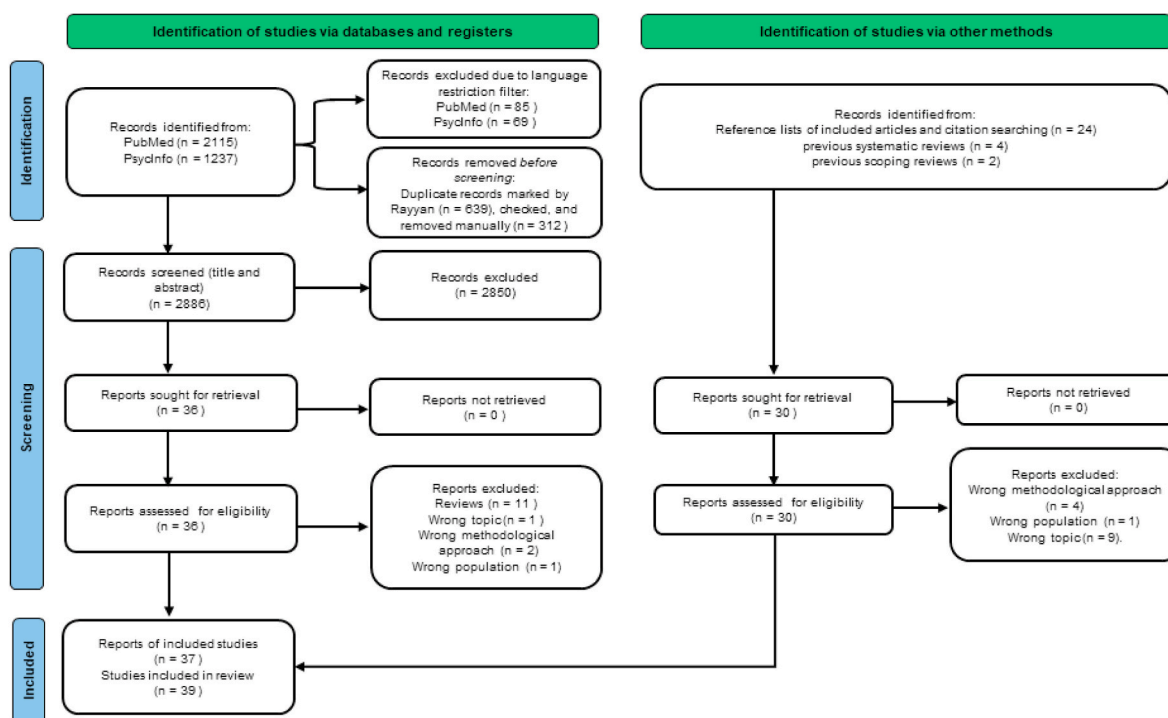 Identification of studies via databases and registers
Identification of studies via other methods
Identification
Records identified from:
PubMed (n = 2115)
PsycInfo (n = 1237)
Records excluded due to language
restriction filter:
PubMed (n = 85 )
PsycInfo (n = 69 )
Records removed before
screening:
Duplicate records marked by
Rayyan (n = 639), checked, and
removed manually (n = 312 )
Records identified from:
Reference lists of included articles and citation searching (n = 24)
previous systematic reviews (n = 4)
previous scoping reviews (n = 2)
Screening
Records screened (title and
abstract)
(n = 2886)
Records excluded
(n = 2850)
Reports sought for retrieval
(n = 36)
Reports not retrieved
(n = 0 )
Reports sought for retrieval
(n = 30 )
Reports not retrieved
(n = 0)
Reports assessed for eligibility
(n = 36 )
Reports excluded:
Reviews (n = 11 )
Wrong topic (n = 1 )
Wrong methodological
approach (n = 2)
Wrong population (n = 1)
Reports assessed for eligibility
(n = 30)
Reports excluded:
Wrong methodological approach
(n = 4)
Wrong population (n = 1)
Wrong topic (n = 9).
Included
Reports of included studies
(n = 37 )
Studies included in review
(n = 39 )